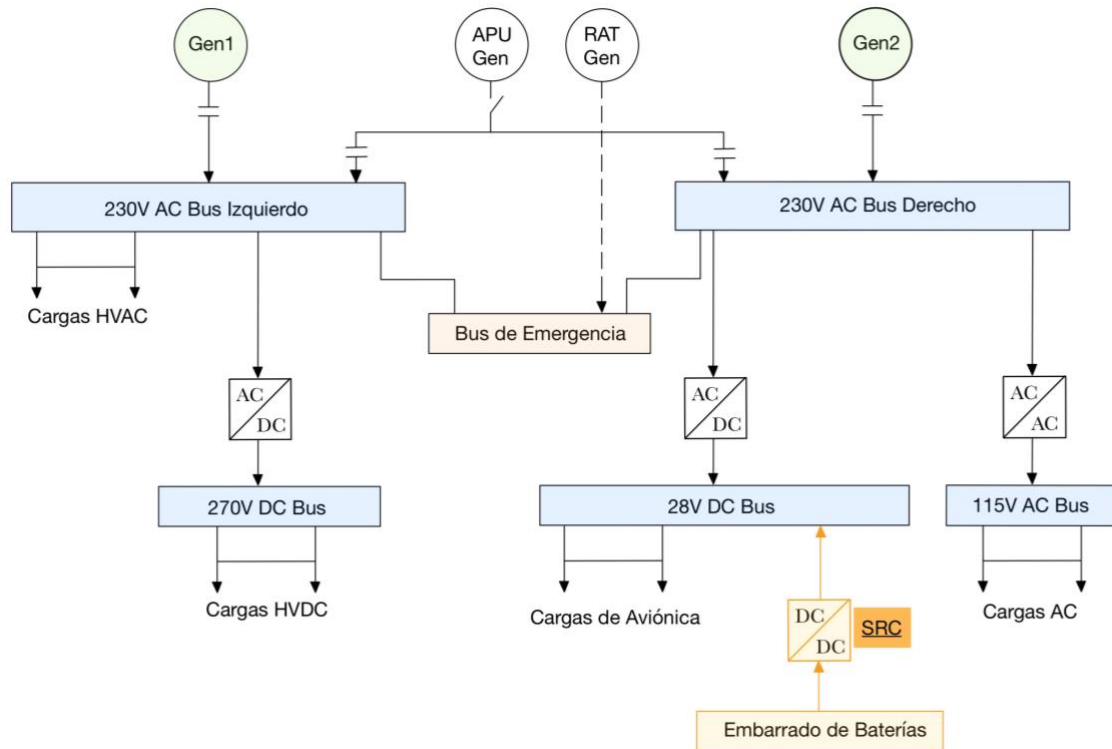 Gen1
APU
Gen
RAT
Gen
Gen2
230V AC Bus Izquierdo
230V AC Bus Derecho
Cargas HVAC
Bus de Emergencia
AC
DC
AC
DC
AC
AC
270V DC Bus
28V DC Bus
115V AC Bus
Cargas HVDC
Cargas de Aviónica
DC
DC
SRC
Cargas AC
Embarrado de Baterías